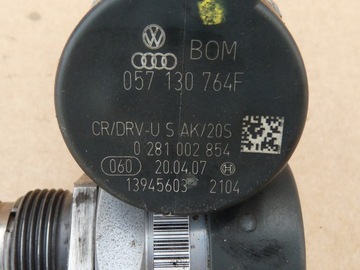 BOM
057 130 764F
CR/DRV-U S AK/20S
0 281 002 854
060 20.04.07
13945603 2104